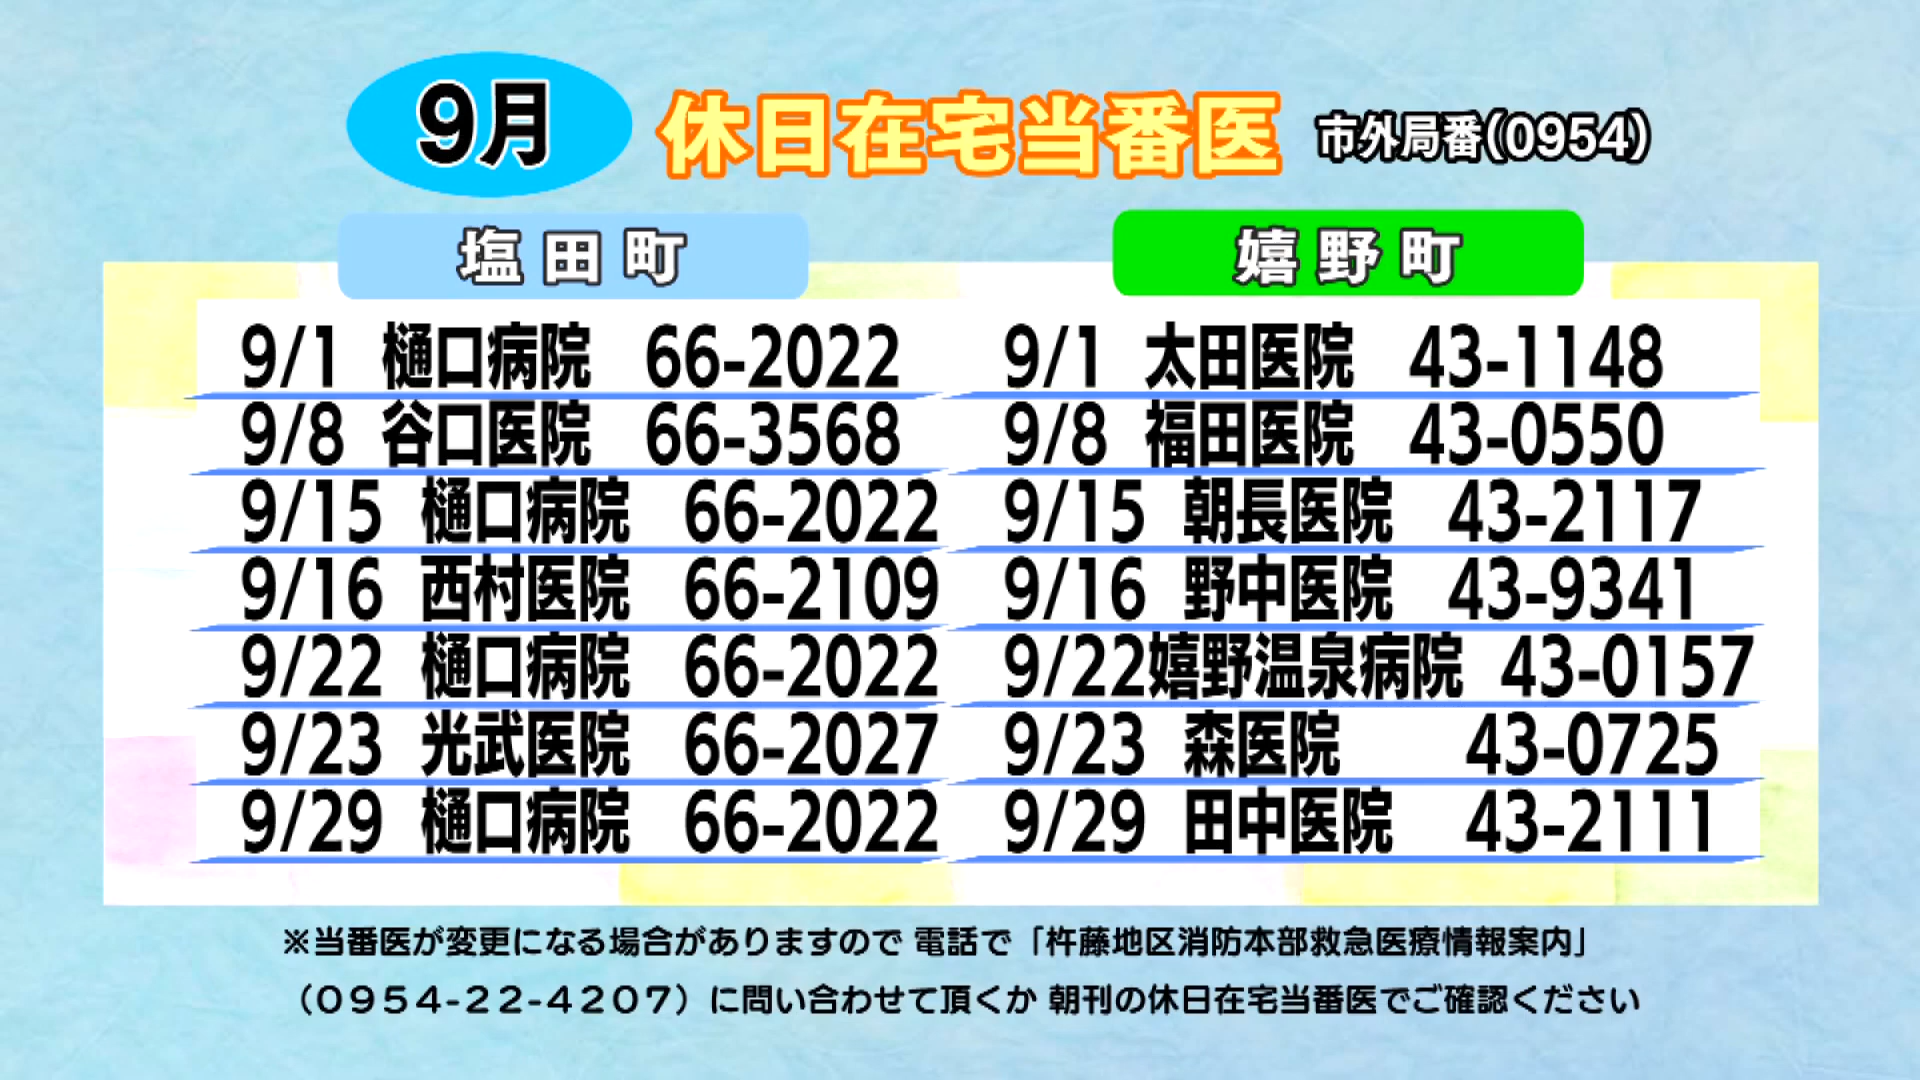 9月 休日在宅当番医 市外局番(0954)
塩田町
9/1 樋口病院 66-2022
9/8 谷口医院 66-3568
9/15 樋口病院 66-2022
9/16 西村医院 66-2109
9/22 樋口病院 66-2022
9/23 光武医院 66-2027
9/29 樋口病院 66-2022
嬉野町
9/1 太田医院 43-1148
9/8 福田医院 43-0550
9/15 朝長医院 43-2117
9/16 野中医院 43-9341
9/22嬉野温泉病院 43-0157
9/23 森医院 43-0725
9/29 田中医院 43-2111
※当番医が変更になる場合がありますので 電話で「杵藤地区消防本部救急医療情報案内」
（０９５４-２２-４２０７）に問い合わせて頂くか 朝刊の休日在宅当番医でご確認ください